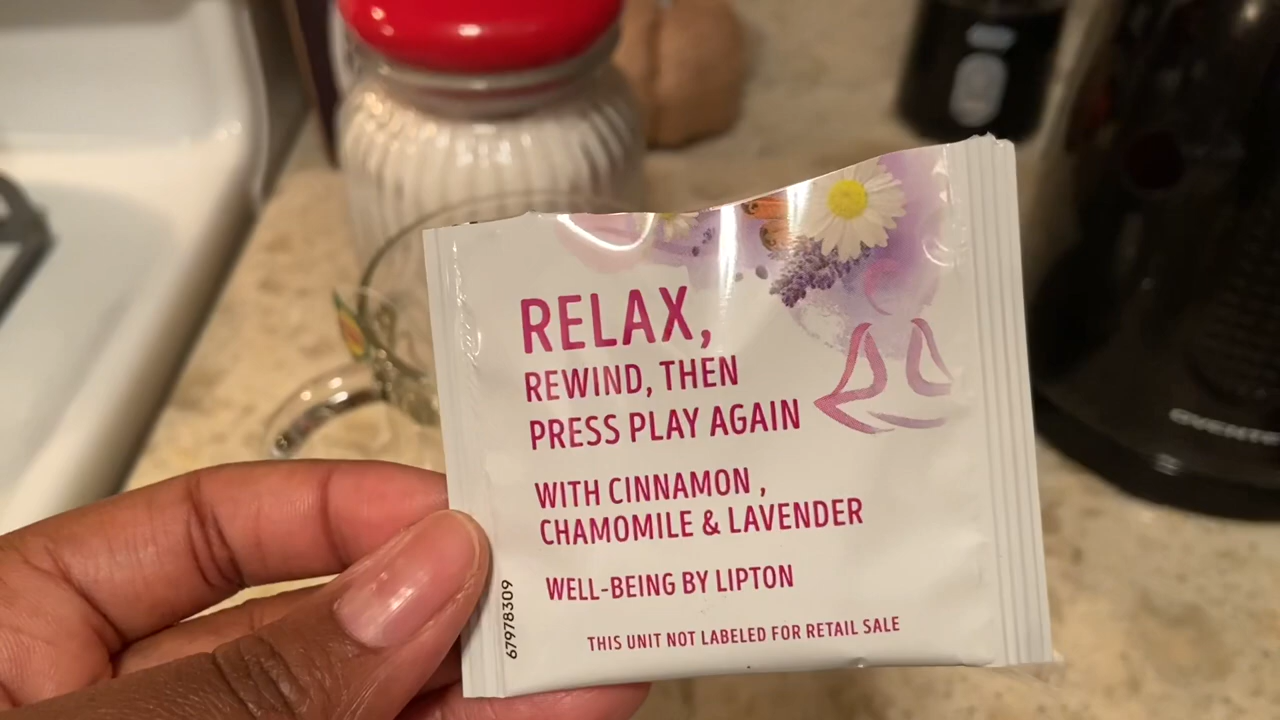 RELAX,
REWIND, THEN
PRESS PLAY AGAIN
WITH CINNAMON ,
CHAMOMILE & LAVENDER
WELL-BEING BY LIPTON
THIS UNIT NOT LABELED FOR RETAIL SALE
67978309